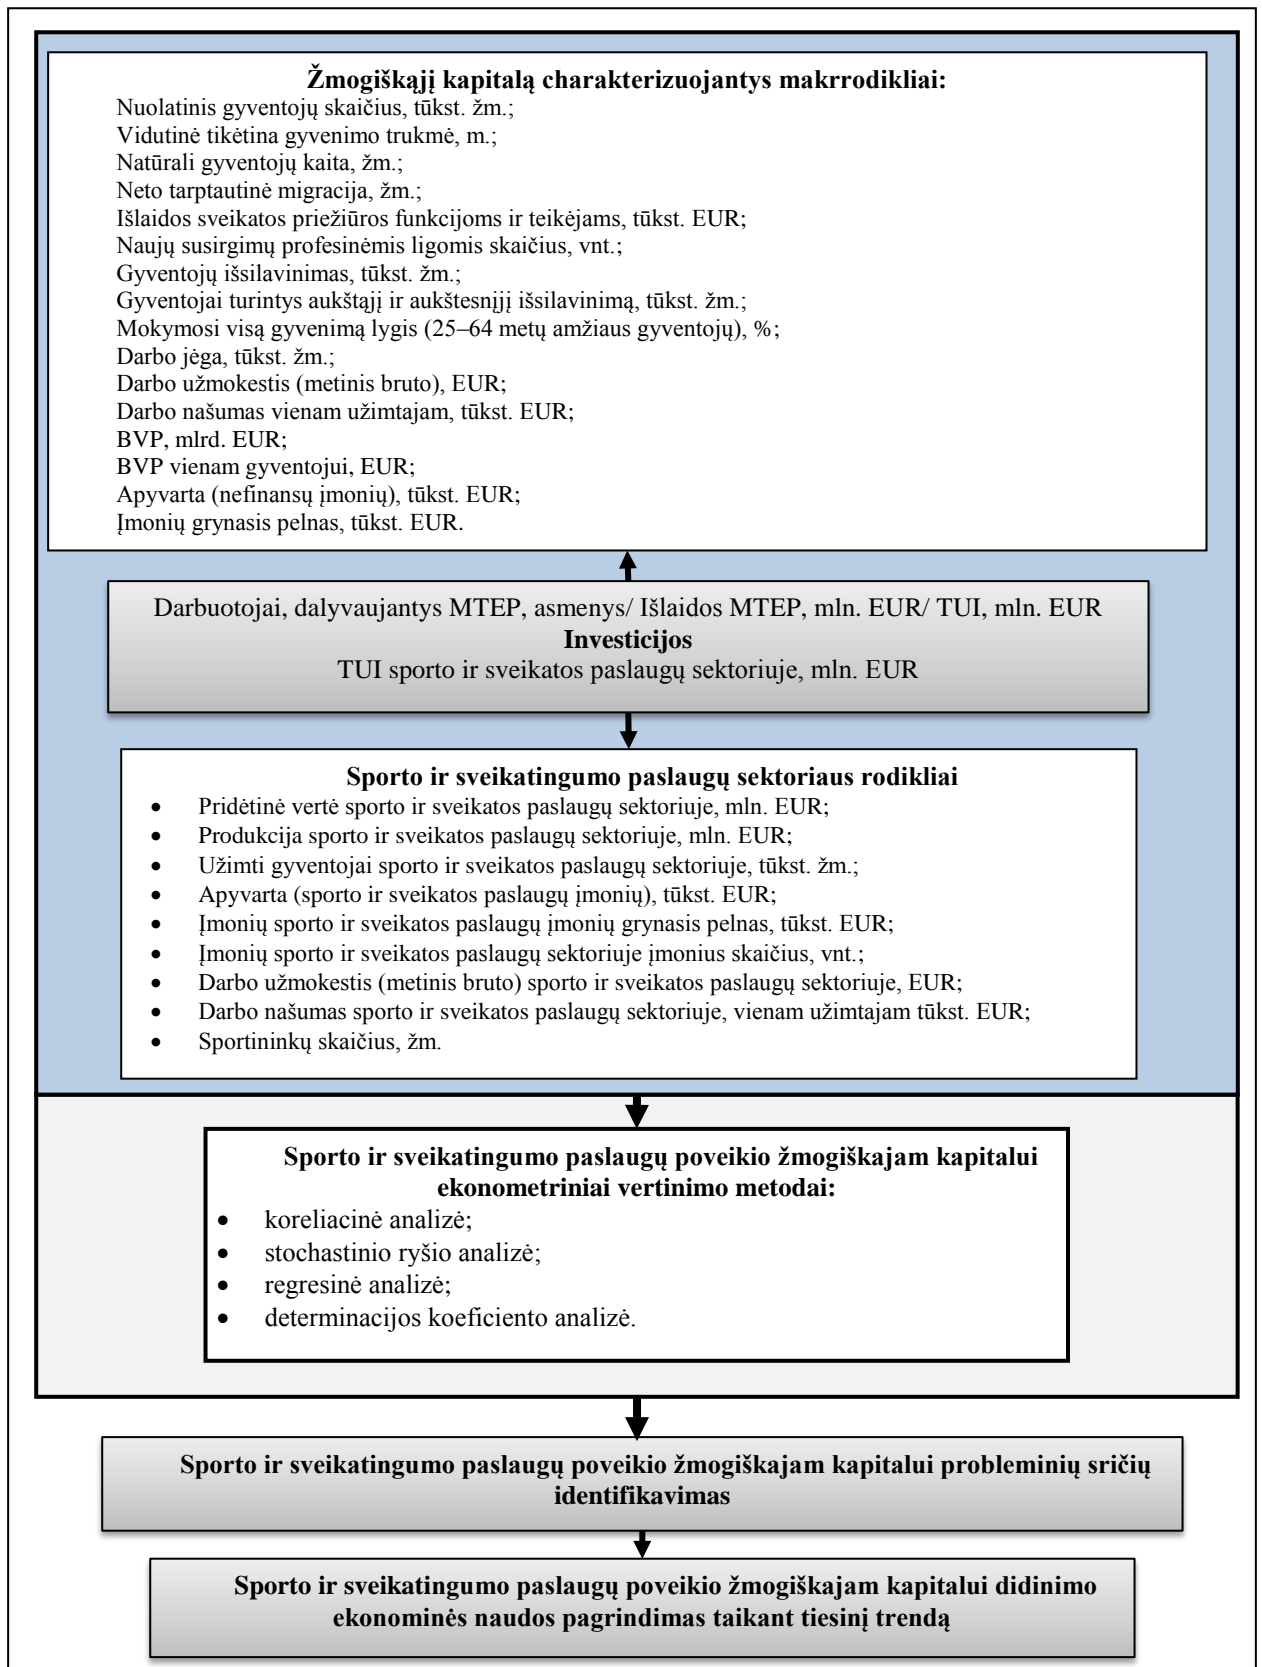 Žmogiškąjį kapitalą charakterizuojantys makrrodikliai:
Nuolatinis gyventojų skaičius, tūkst. žm.;
Vidutinė tikėtina gyvenimo trukmė, m.;
Natūrali gyventojų kaita, žm.;
Neto tarptautinė migracija, žm.;
Išlaidos sveikatos priežiūros funkcijoms ir teikėjams, tūkst. EUR;
Naujų susirgimų profesinėmis ligomis skaičius, vnt.;
Gyventojų išsilavinimas, tūkst. žm.;
Gyventojai turintys aukštąjį ir aukštesnįjį išsilavinimą, tūkst. žm.;
Mokymosi visą gyvenimą lygis (25–64 metų amžiaus gyventojų), %;
Darbo jėga, tūkst. žm.;
Darbo užmokestis (metinis bruto), EUR;
Darbo našumas vienam užimtajam, tūkst. EUR;
BVP, mlrd. EUR;
BVP vienam gyventojui, EUR;
Apyvarta (nefinansų įmonių), tūkst. EUR;
Įmonių grynasis pelnas, tūkst. EUR.
Darbuotojai, dalyvaujantys MTEP, asmenys/ Išlaidos MTEP, mln. EUR/ TUI, mln. EUR
Investicijos
TUI sporto ir sveikatos paslaugų sektoriuje, mln. EUR
Sporto ir sveikatingumo paslaugų sektoriaus rodikliai
• Pridėtinė vertė sporto ir sveikatos paslaugų sektoriuje, mln. EUR;
• Produkcija sporto ir sveikatos paslaugų sektoriuje, mln. EUR;
• Užimti gyventojai sporto ir sveikatos paslaugų sektoriuje, tūkst. žm.;
• Apyvarta (sporto ir sveikatos paslaugų įmonių), tūkst. EUR;
• Įmonių sporto ir sveikatos paslaugų įmonių grynasis pelnas, tūkst. EUR;
• Įmonių sporto ir sveikatos paslaugų sektoriuje įmonius skaičius, vnt.;
• Darbo užmokestis (metinis bruto) sporto ir sveikatos paslaugų sektoriuje, EUR;
• Darbo našumas sporto ir sveikatos paslaugų sektoriuje, vienam užimtajam tūkst. EUR;
• Sportininkų skaičius, žm.
Sporto ir sveikatingumo paslaugų poveikio žmogiškajam kapitalui
ekonometriniai vertinimo metodai:
• koreliacinė analizė;
• stochastinio ryšio analizė;
• regresinė analizė;
• determinacijos koeficiento analizė.
Sporto ir sveikatingumo paslaugų poveikio žmogiškajam kapitalui probleminių sričių
identifikavimas
Sporto ir sveikatingumo paslaugų poveikio žmogiškajam kapitalui didinimo
ekonominės naudos pagrindimas taikant tiesinį trendą